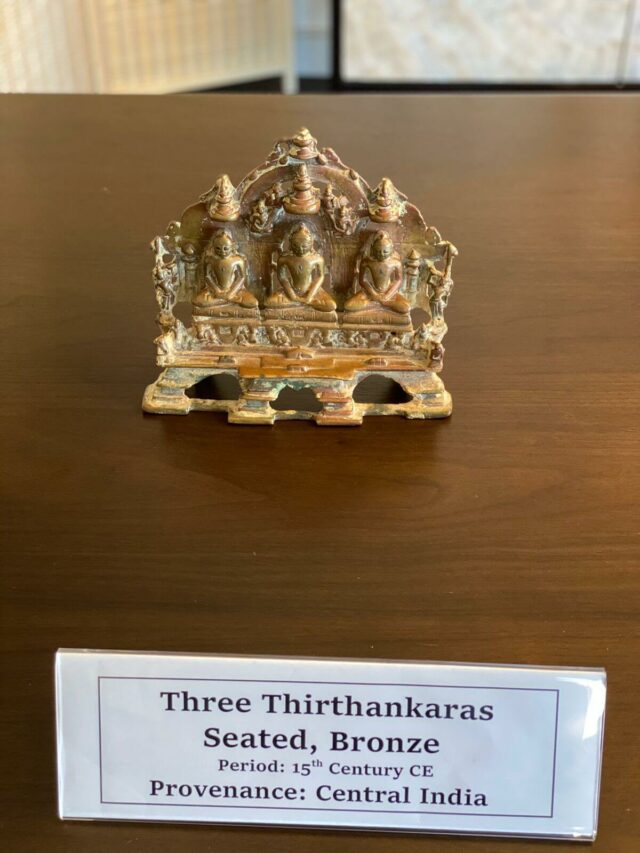 Three Thirthankaras
Seated, Bronze
Period: 15th Century CE
Provenance: Central India